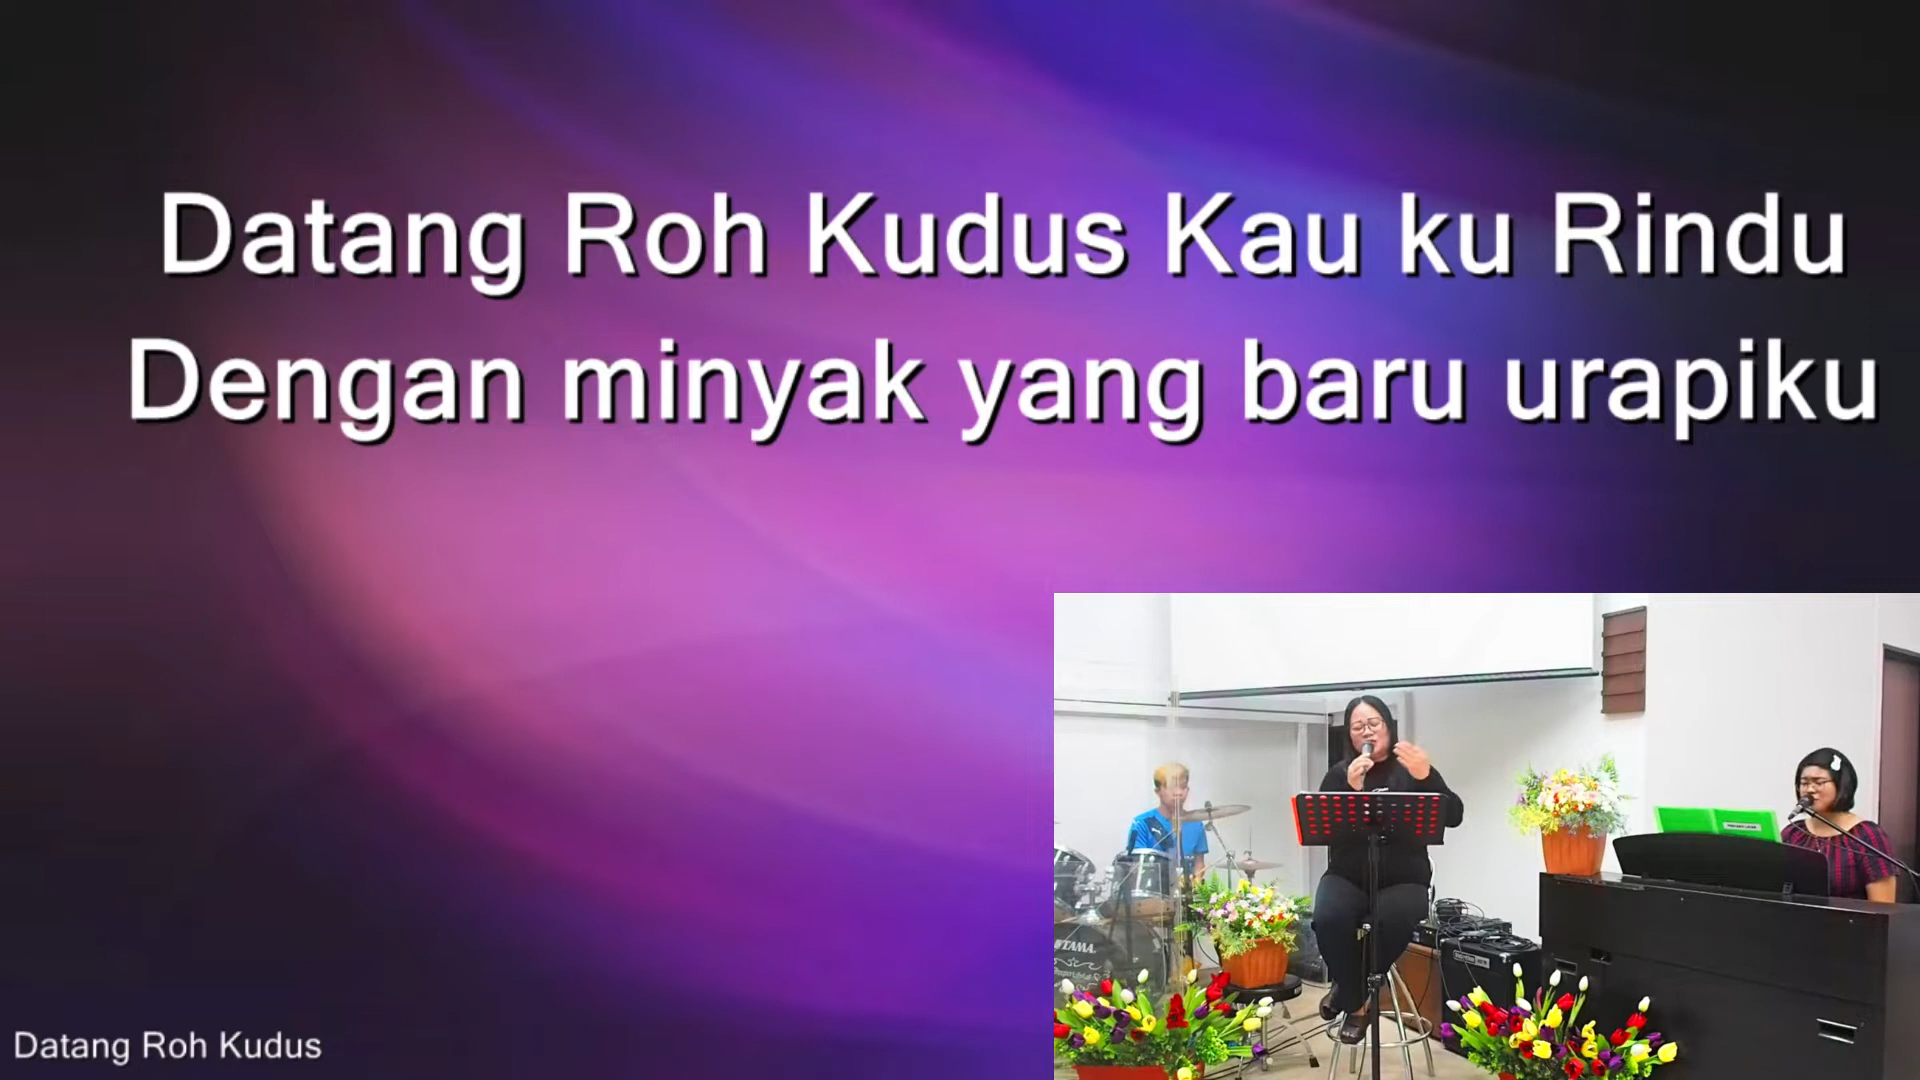 Datang Roh Kudus Kau ku Rindu
Dengan minyak yang baru urapiku
TAMA
Datang Roh Kudus